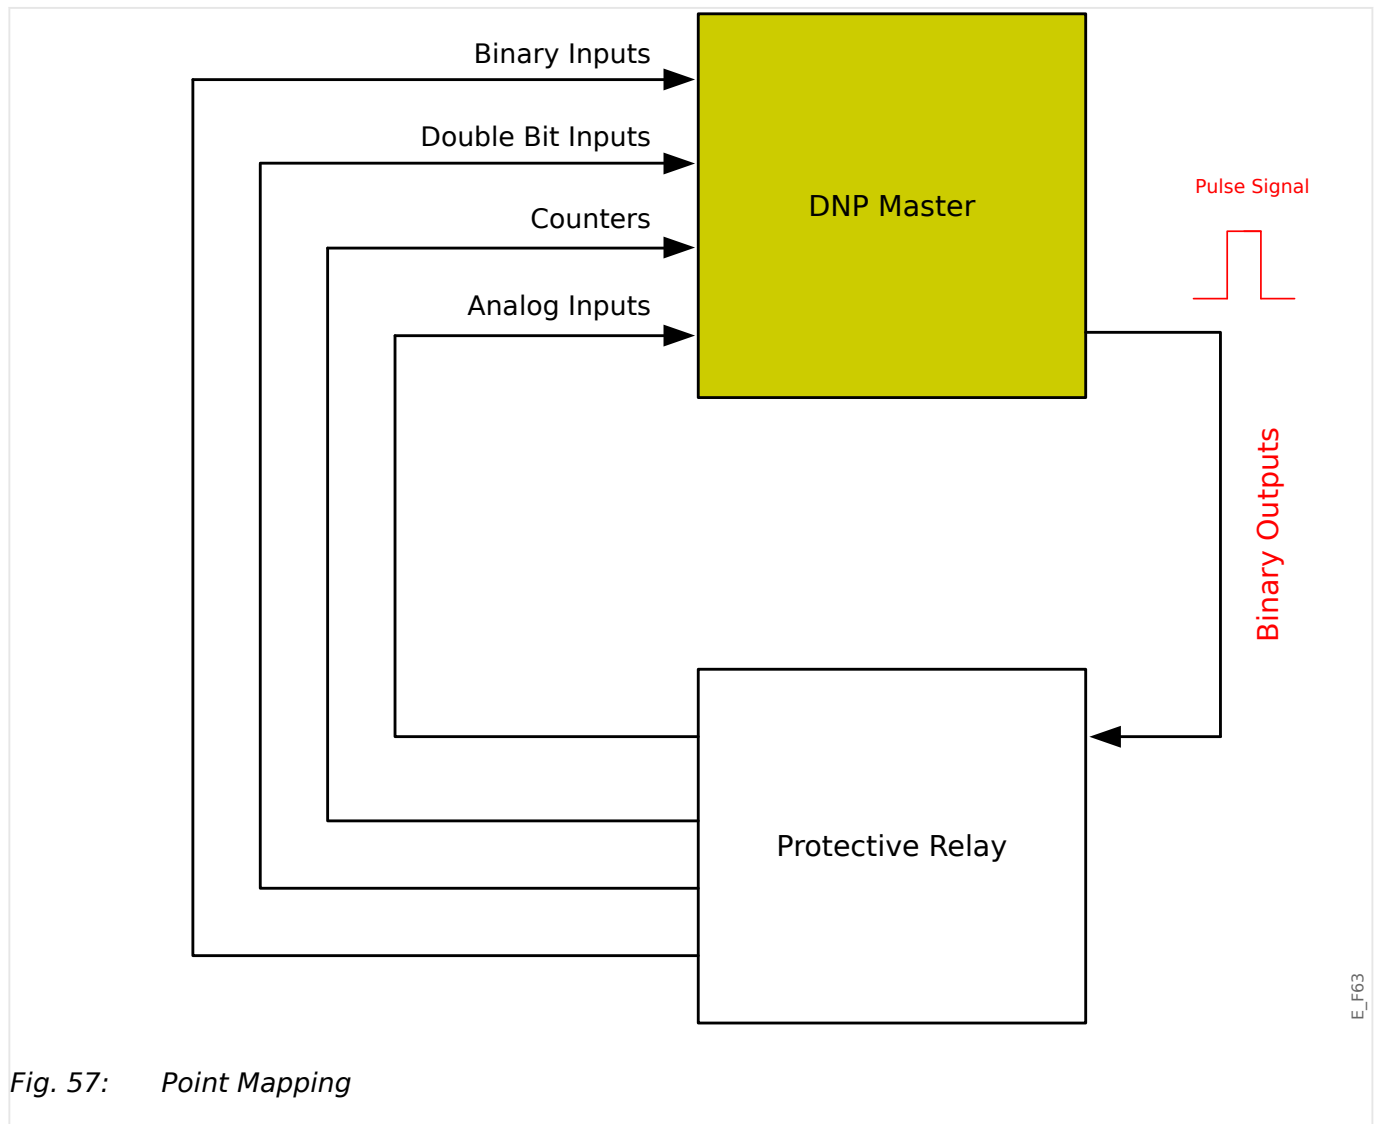 Binary Inputs
Double Bit Inputs
Counters
Analog Inputs
DNP Master
Pulse Signal
Binary Outputs
Protective Relay
E_F63
Fig. 57: Point Mapping